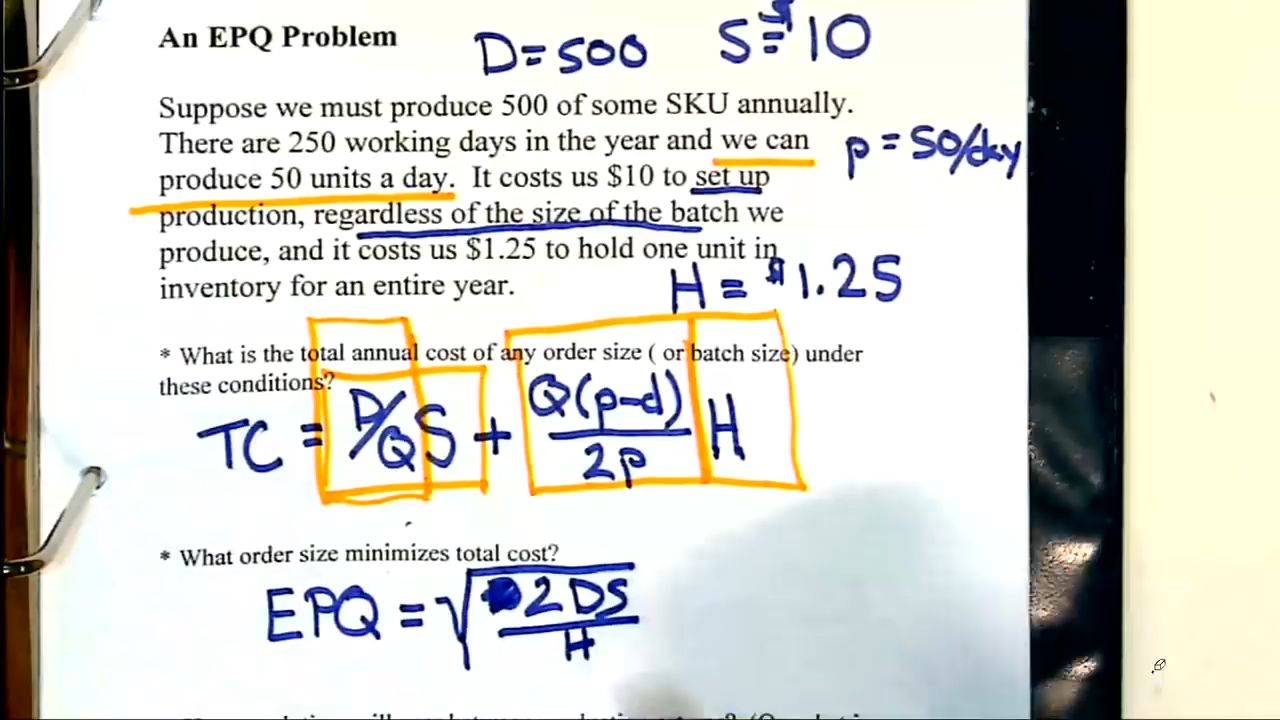 An EPQ Problem
D=500
S=$10
Suppose we must produce 500 of some SKU annually.
There are 250 working days in the year and we can
p=50/day
produce 50 units a day. It costs us $10 to set up
production, regardless of the size of the batch we
produce, and it costs us $1.25 to hold one unit in
inventory for an entire year.
H=$1.25
* What is the total annual cost of any order size ( or batch size) under
these conditions?
TC = D/Q S + Q(p-d)/2p H
* What order size minimizes total cost?
EPQ = √2DS/H